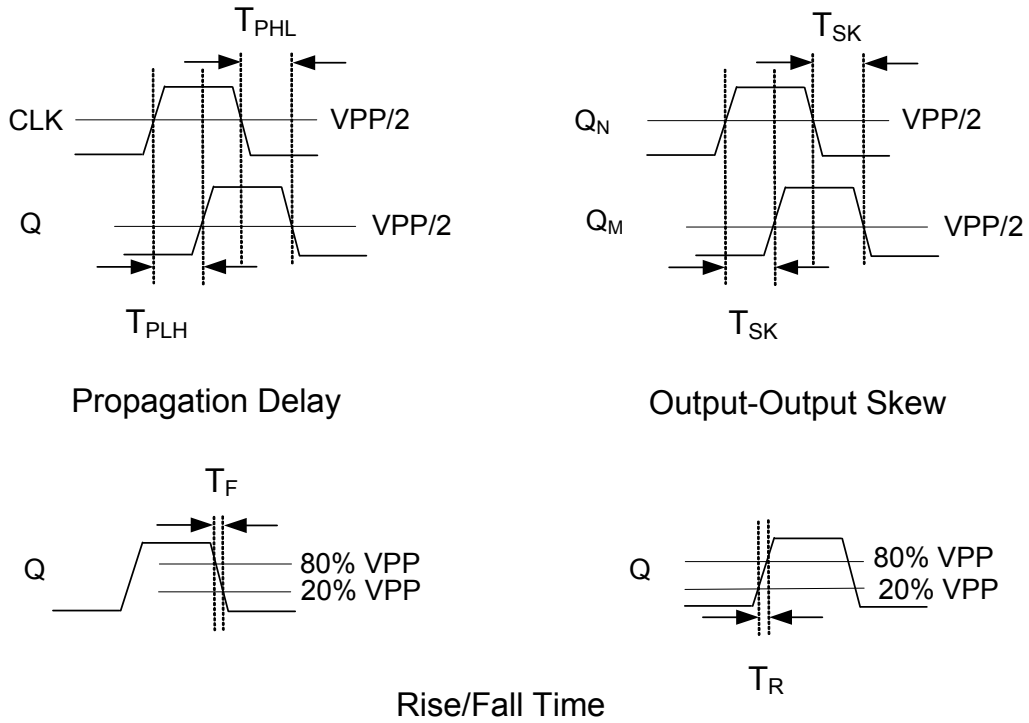 T_PHL
CLK
VPP/2
Q
VPP/2
T_PLH
Propagation Delay
T_SK
Q_N
VPP/2
Q_M
VPP/2
T_SK
Output-Output Skew
T_F
Q
80% VPP
20% VPP
Q
80% VPP
20% VPP
T_R
Rise/Fall Time